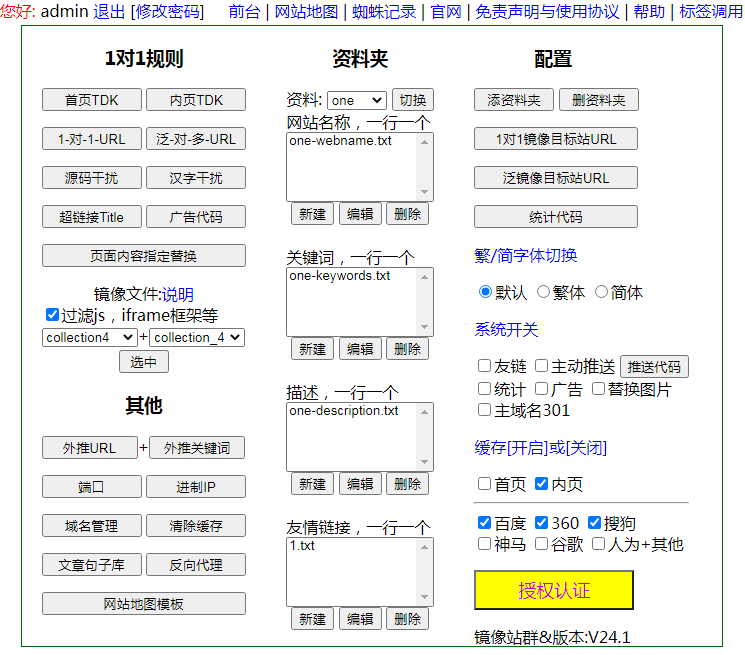 您好: admin 退出 [修改密码] 前台 | 网站地图 | 蜘蛛记录 | 官网 | 免责声明与使用协议 | 帮助 | 标签调用
1对1规则
首页TDK 内页TDK
1-对-1-URL 泛-对-多-URL
源码干扰 汉字干扰
超链接Title 广告代码
页面内容指定替换
镜像文件:说明
过滤js，iframe框架等
collection4 + collection_4
选中
其他
外推URL + 外推关键词
端口 进制IP
域名管理 清除缓存
文章句子库 反向代理
网站地图模板
资料夹
资料: one 切换
网站名称，一行一个
one-webname.txt
新建 编辑 删除
关键词，一行一个
one-keywords.txt
新建 编辑 删除
描述，一行一个
one-description.txt
新建 编辑 删除
友情链接，一行一个
1.txt
新建 编辑 删除
配置
添资料夹 删资料夹
1对1镜像目标站URL
泛镜像目标站URL
统计代码
繁/简字体切换
默认 繁体 简体
系统开关
友链 主动推送 推送代码
统计 广告 替换图片
主域名301
缓存[开启]或[关闭]
首页 内页
百度 360 搜狗
神马 谷歌 人为+其他
授权认证
镜像站群&版本:V24.1